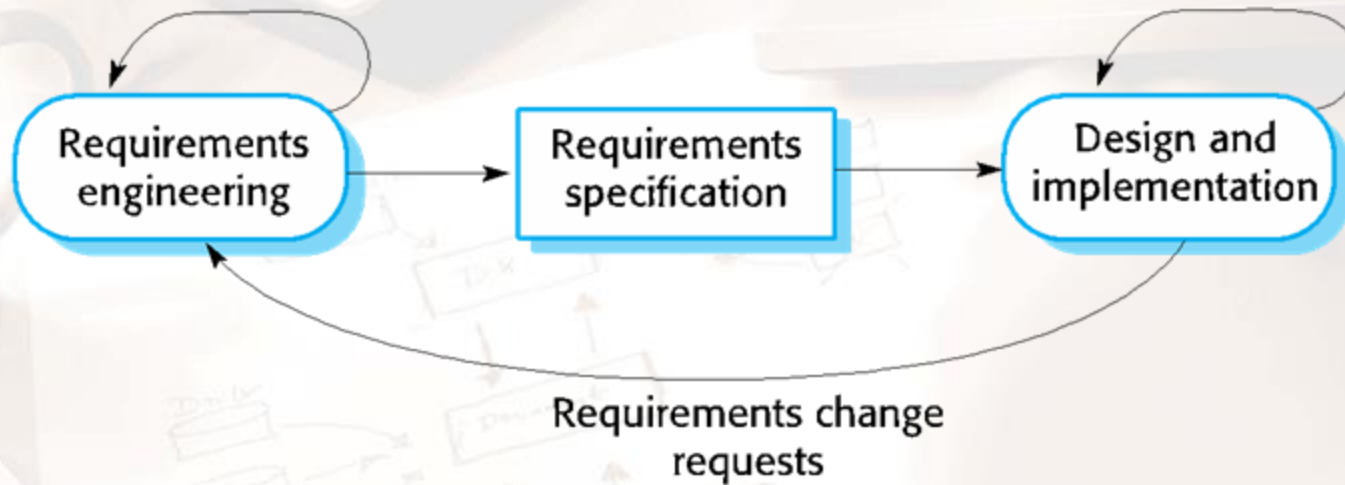 Requirements
engineering
Requirements
specification
Design and
implementation
Requirements change
requests